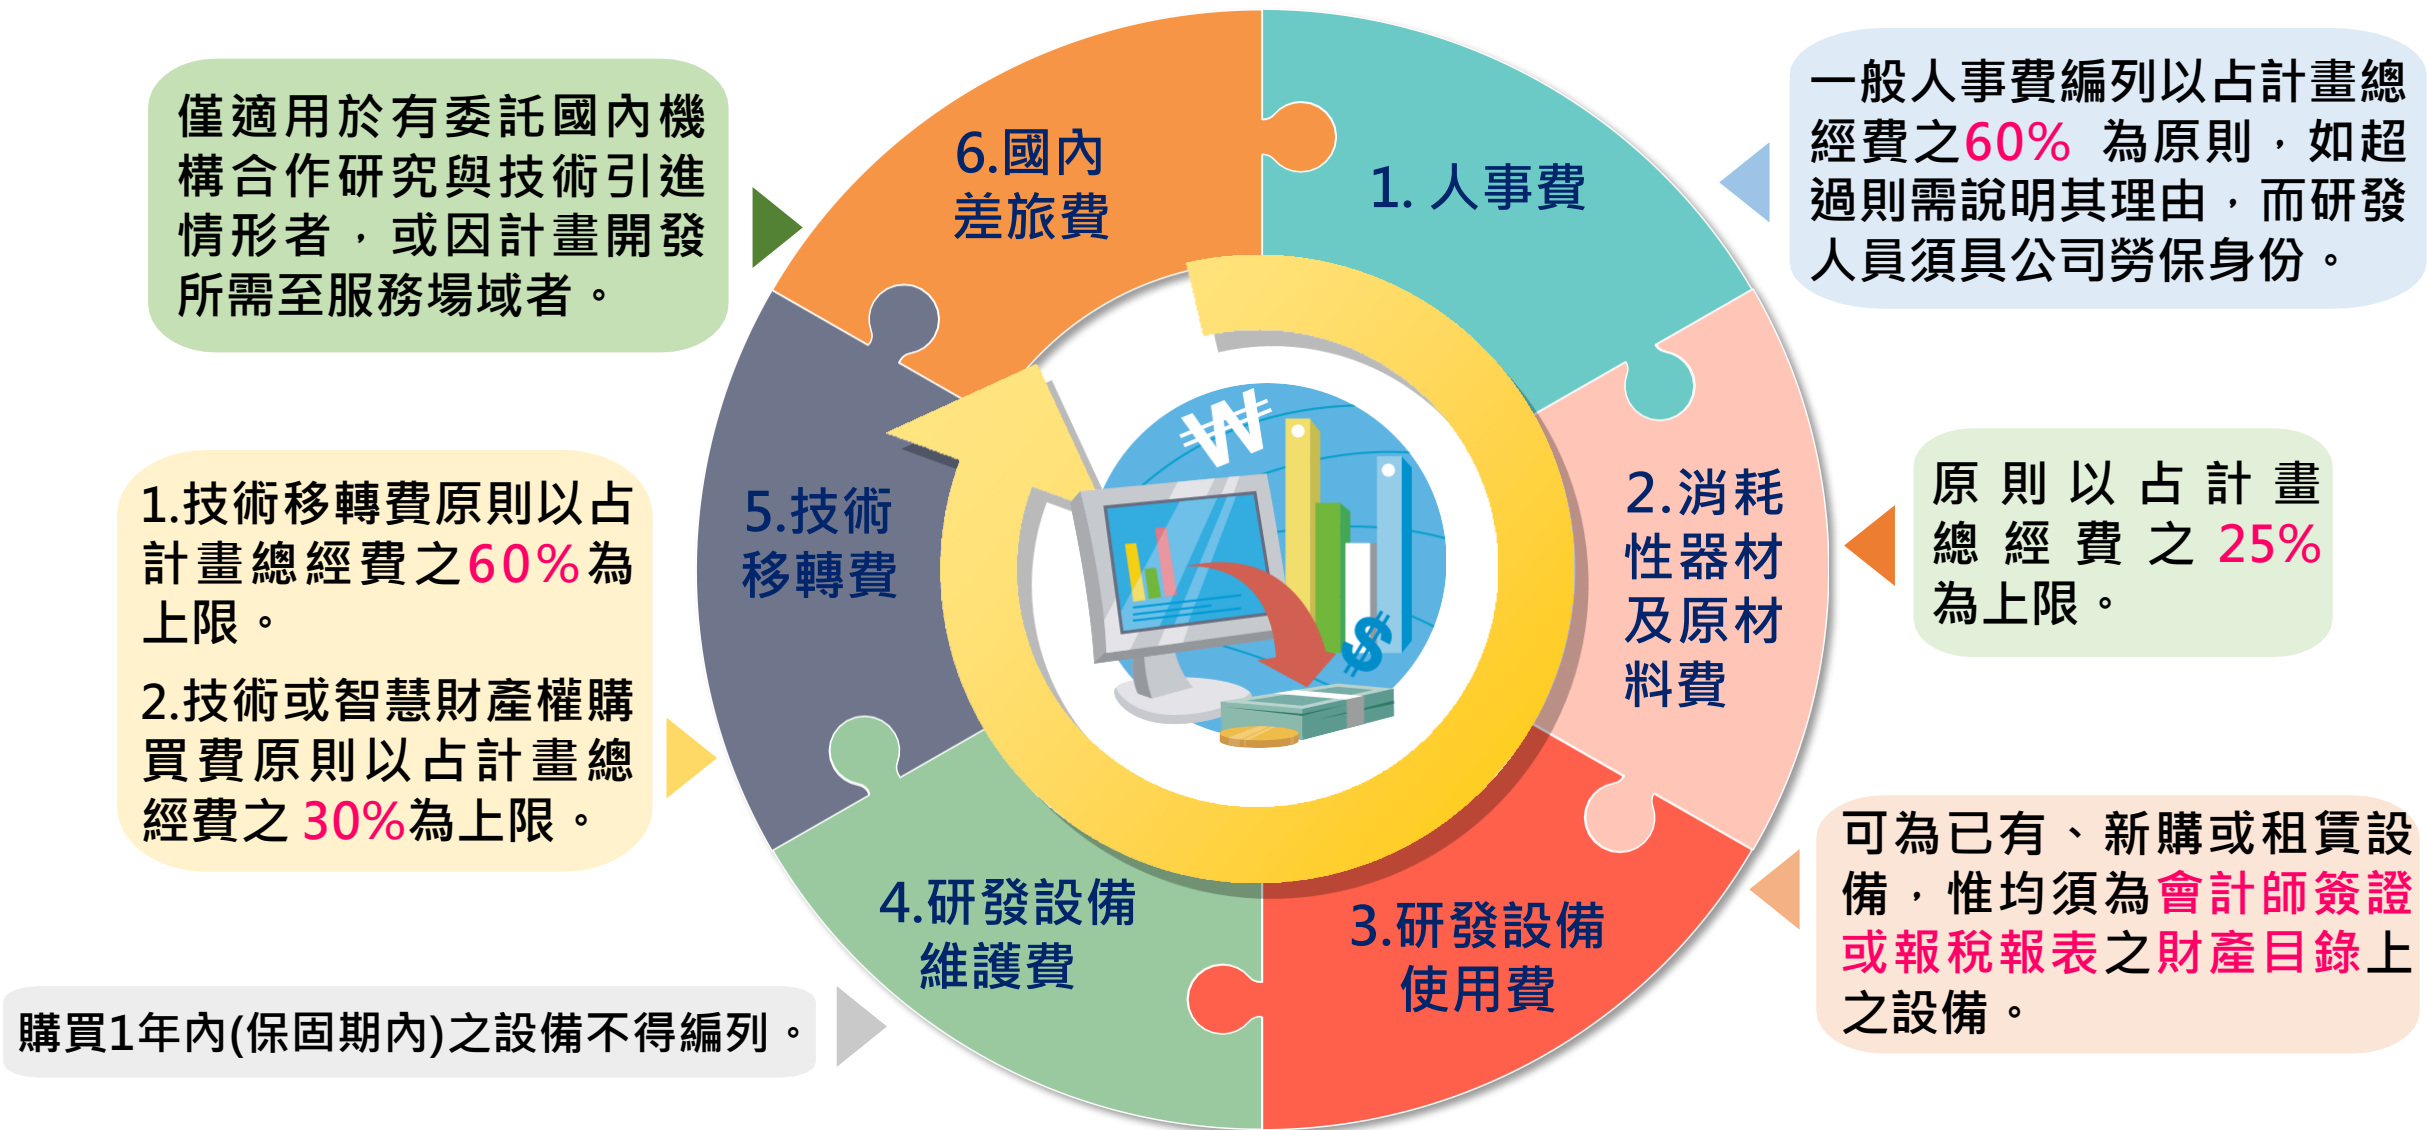 1. 人事費
一般人事費編列以占計畫總
經費之60% 為原則，如超
過則需說明其理由，而研發
人員須具公司勞保身份。
2.消耗
性器材
及原材
料費
原則以占計畫
總經費之25%
為上限。
3.研發設備
使用費
可為已有、新購或租賃設
備，惟均須為會計師簽證
或報稅報表之財產目錄上
之設備。
4.研發設備
維護費
購買1年內(保固期內)之設備不得編列。
5.技術
移轉費
1.技術移轉費原則以占
計畫總經費之60%為
上限。
2.技術或智慧財產權購
買費原則以占計畫總
經費之30%為上限。
6.國內
差旅費
僅適用於有委託國內機
構合作研究與技術引進
情形者，或因計畫開發
所需至服務場域者。
₩
$